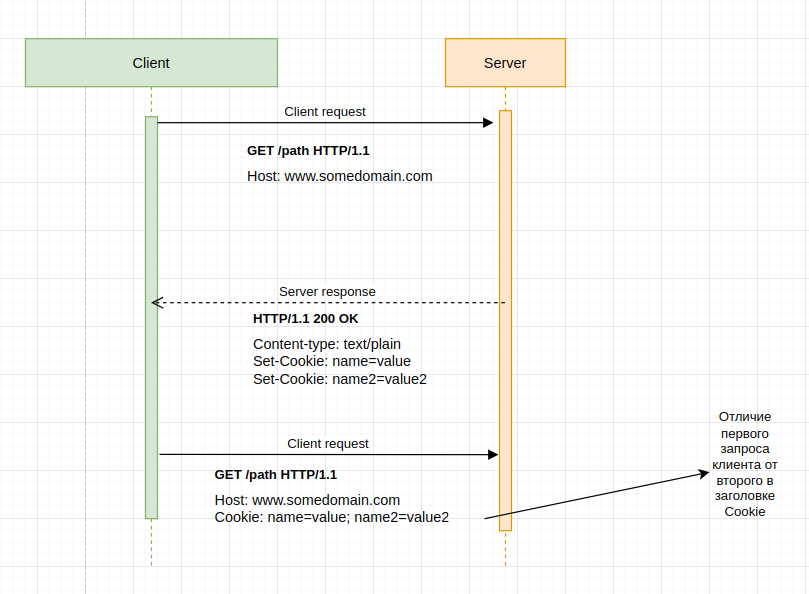 Client
Server
Client request
GET /path HTTP/1.1
Host: www.somedomain.com
Server response
HTTP/1.1 200 OK
Content-type: text/plain
Set-Cookie: name=value
Set-Cookie: name2=value2
Client request
GET /path HTTP/1.1
Host: www.somedomain.com
Cookie: name=value; name2=value2
Отличие
первого
запроса
клиента от
второго в
заголовке
Cookie